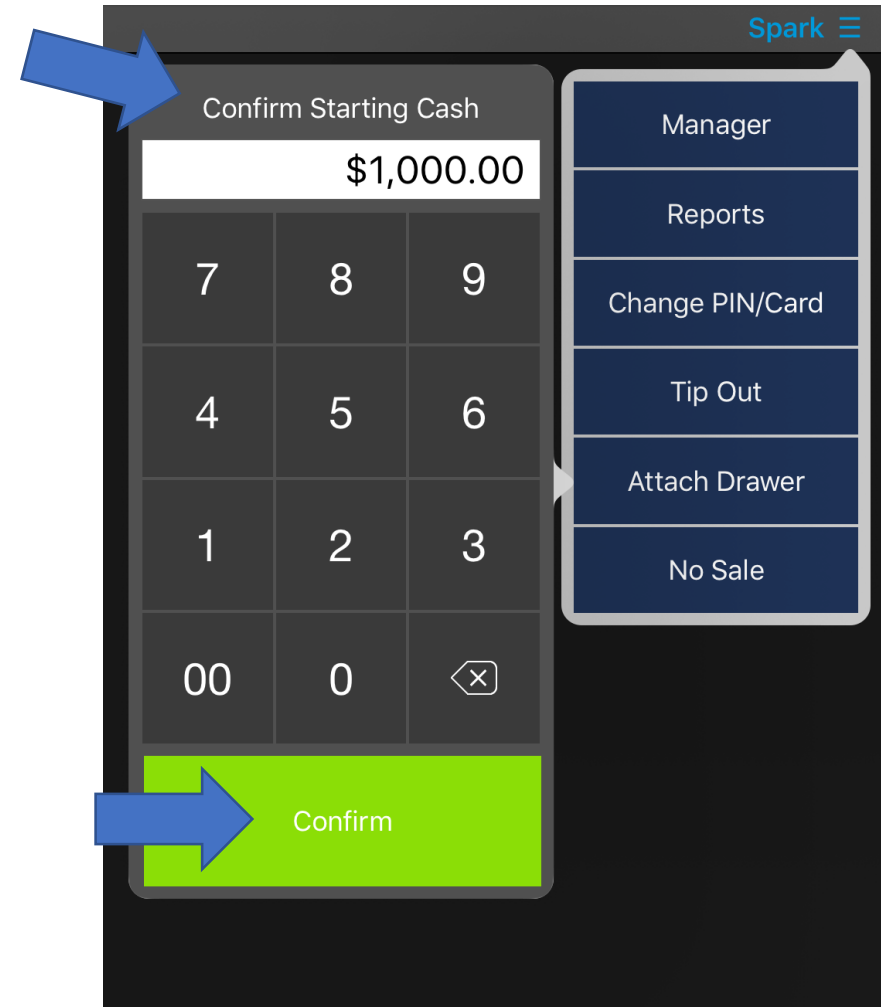 Spark
Confirm Starting Cash
$1,000.00
7 8 9
4 5 6
1 2 3
00 0
Confirm
Manager
Reports
Change PIN/Card
Tip Out
Attach Drawer
No Sale